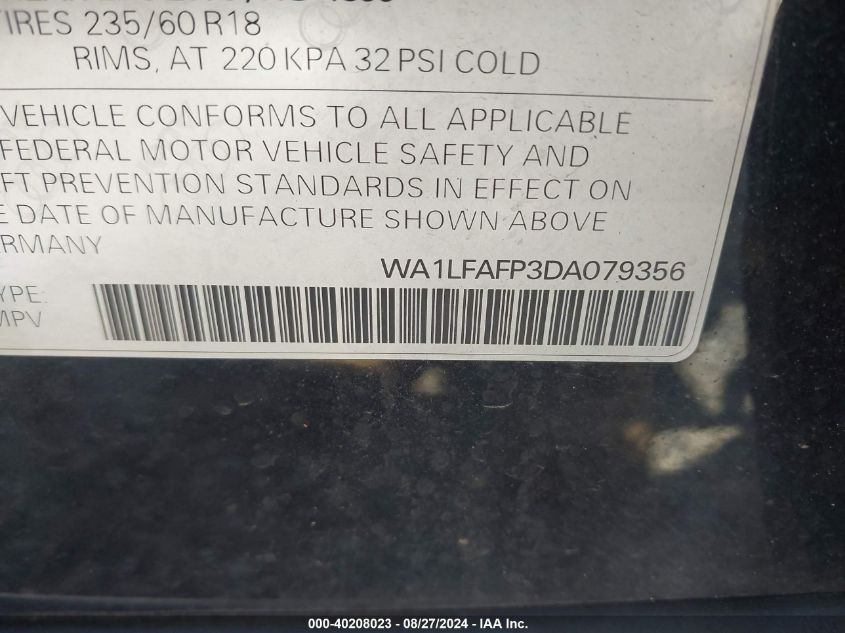 TIRES 235/60 R18
RIMS, AT 220 KPA 32 PSI COLD
VEHICLE CONFORMS TO ALL APPLICABLE
FEDERAL MOTOR VEHICLE SAFETY AND
FT PREVENTION STANDARDS IN EFFECT ON
E DATE OF MANUFACTURE SHOWN ABOVE
ERMANY
WA1LFAFP3DA079356
YPE:
MPV
000-40208023 - 08/27/2024 - IAA Inc.